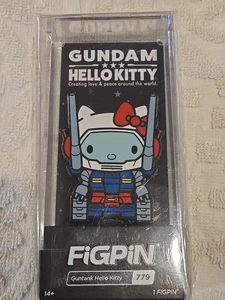 GUNDAM
HELLO KITTY
Creating love & peace around the world.
FiGPiN
Guntank Hello Kitty 779
14+ 1 FiGPiN